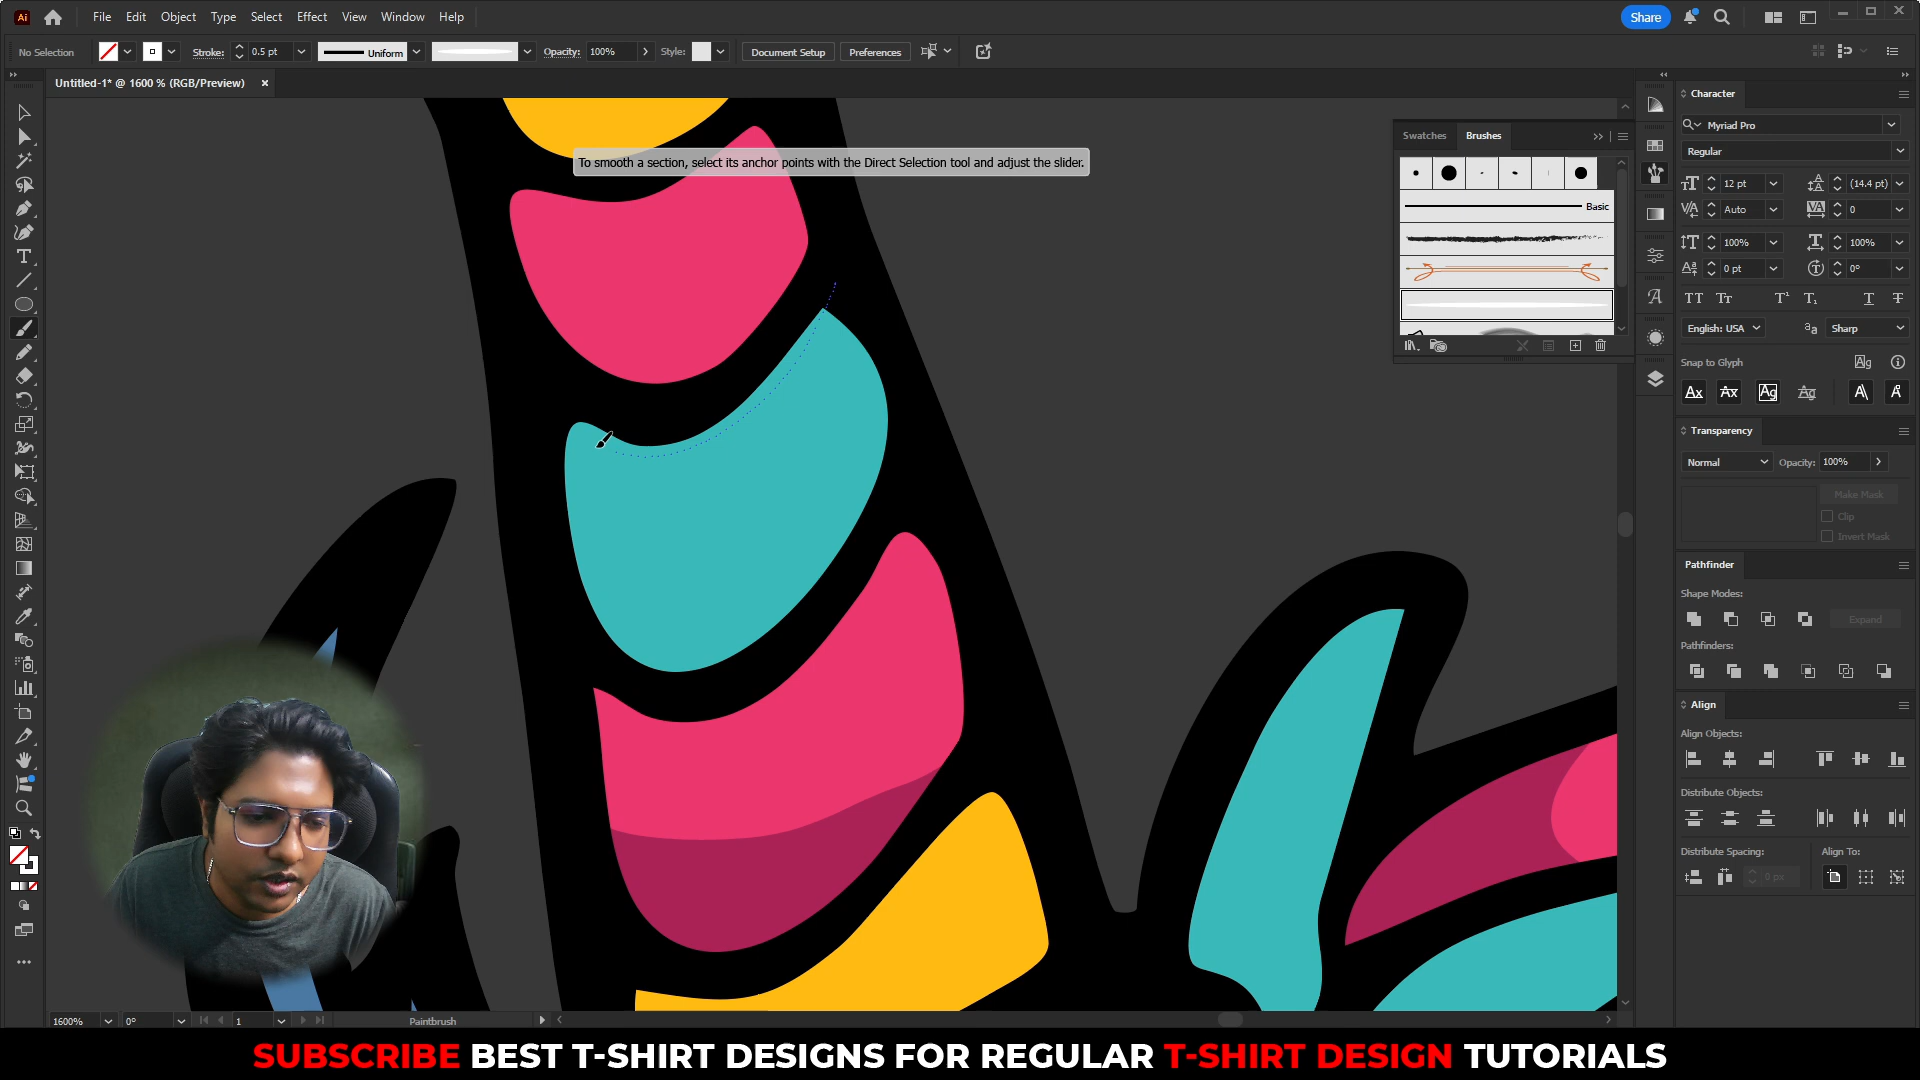 Ai File Edit Object Type Select Effect View Window Help Share
No Selection Stroke: 0.5 pt Uniform Opacity: 100% Style: Document Setup Preferences
Untitled-1* @ 1600 % (RGB/Preview) ×
To smooth a section, select its anchor points with the Direct Selection tool and adjust the slider.
Swatches Brushes
Basic
Character
Myriad Pro
Regular
12 pt (14.4 pt)
Auto 0
100% 100%
0 pt 0°
English: USA Sharp
Snap to Glyph
Transparency
Normal Opacity: 100%
Make Mask
Clip
Invert Mask
Pathfinder
Shape Modes:
Expand
Pathfinders:
Align
Align Objects:
Distribute Objects:
Distribute Spacing: Align To:
0 px
1600% 0° 1 Paintbrush
SUBSCRIBE BEST T-SHIRT DESIGNS FOR REGULAR T-SHIRT DESIGN TUTORIALS